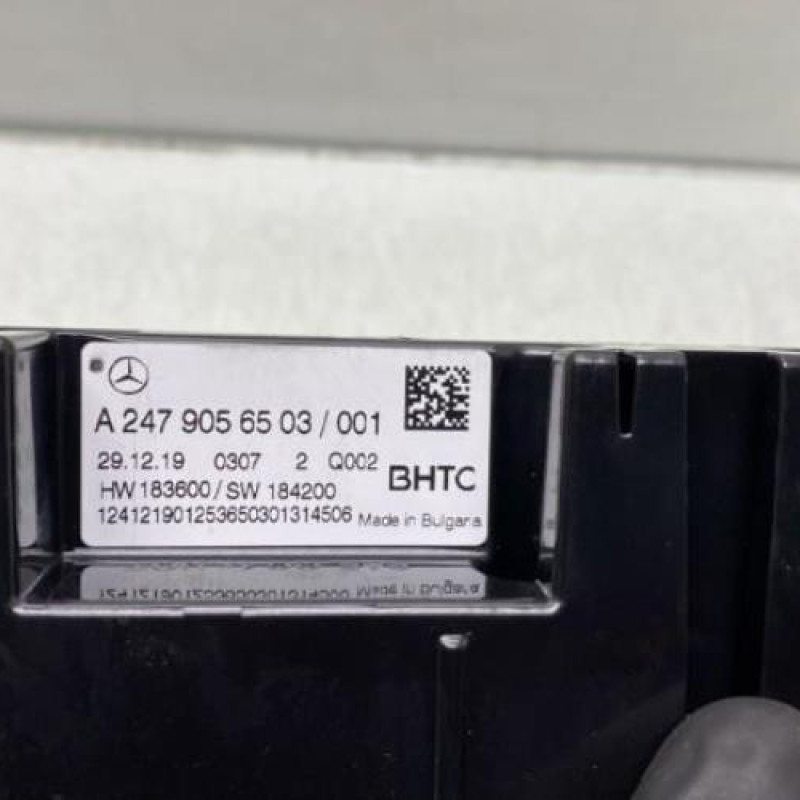 A 247 905 65 03 / 001
29.12.19 0307 2 Q002
BHTC
HW 183600 / SW 184200
124121901253650301314506 Made in Bulgaria